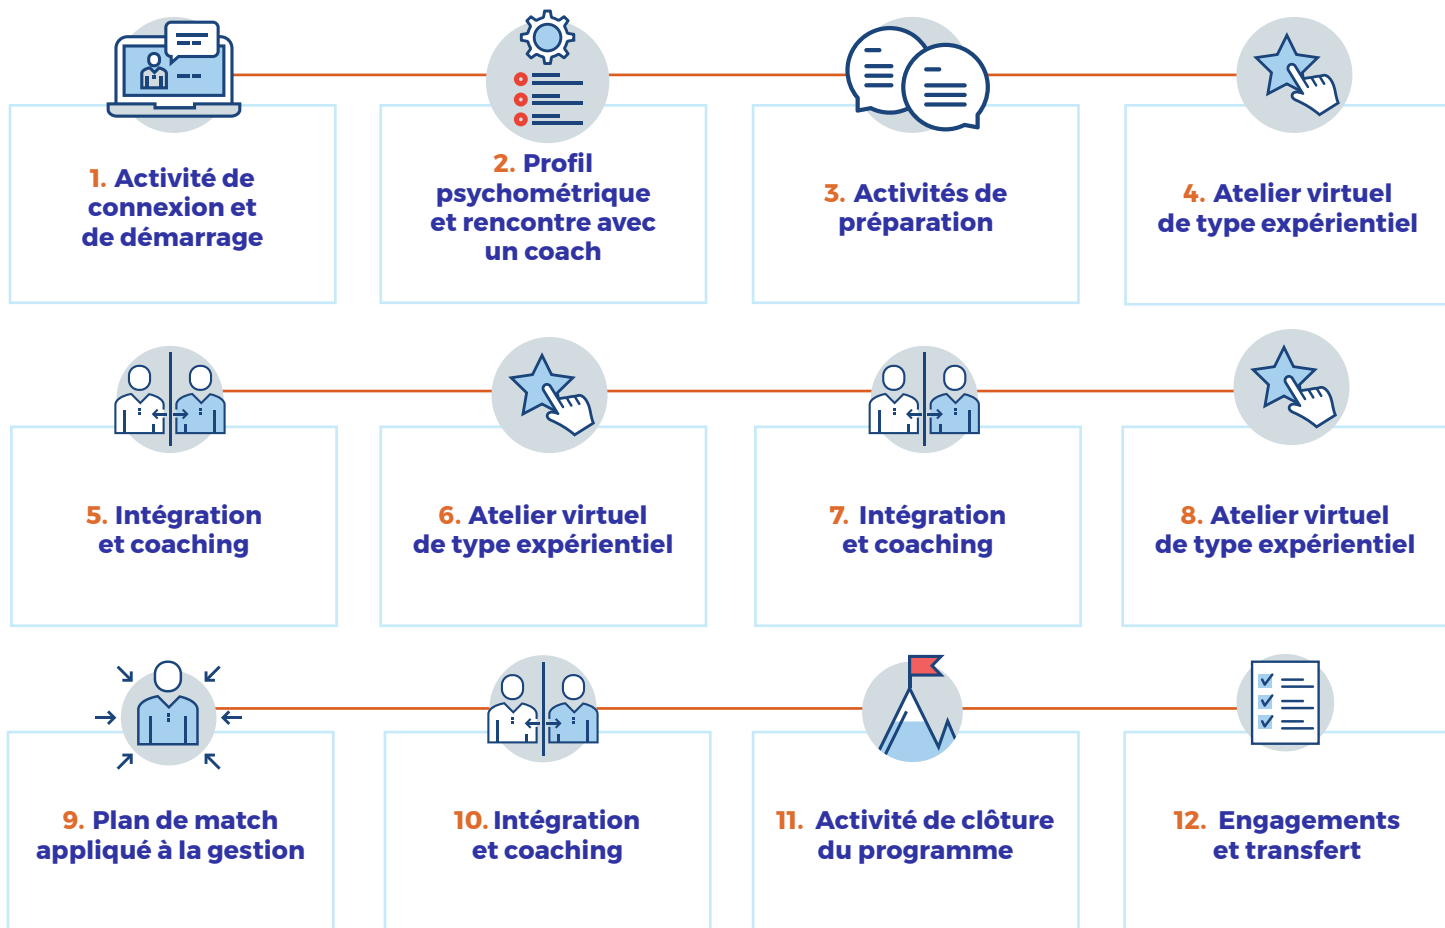 1. Activité de
connexion et
de démarrage
2. Profil
psychométrique
et rencontre avec
un coach
3. Activités de
préparation
4. Atelier virtuel
de type expérientiel
5. Intégration
et coaching
6. Atelier virtuel
de type expérientiel
7. Intégration
et coaching
8. Atelier virtuel
de type expérientiel
9. Plan de match
appliqué à la gestion
10. Intégration
et coaching
11. Activité de clôture
du programme
12. Engagements
et transfert